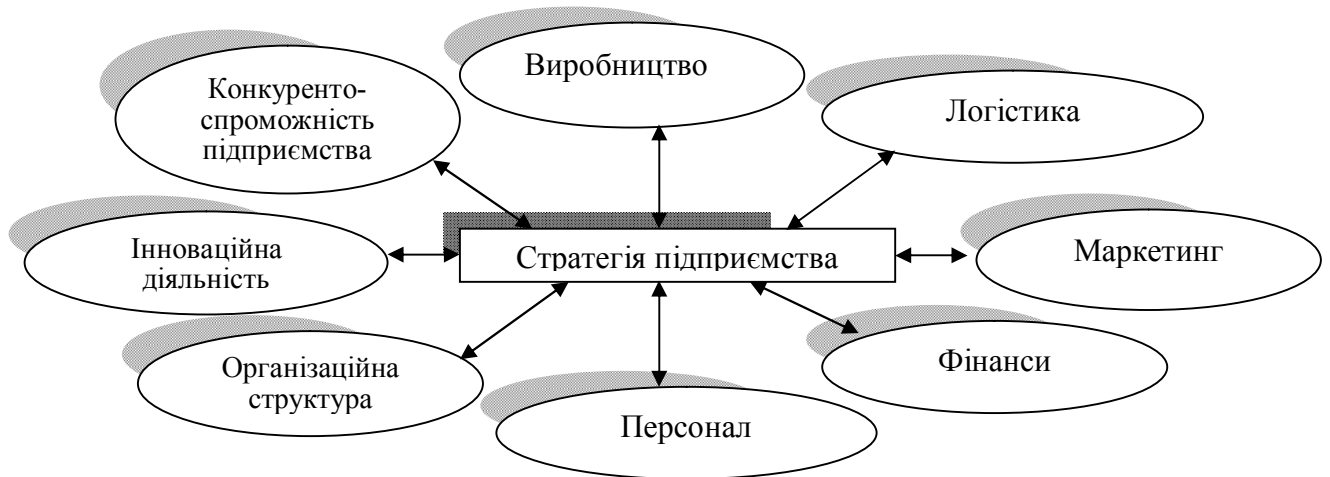 Виробництво
Конкуренто-
спроможність
підприємства
Логістика
Інноваційна
діяльність
Стратегія підприємства
Маркетинг
Організаційна
структура
Фінанси
Персонал